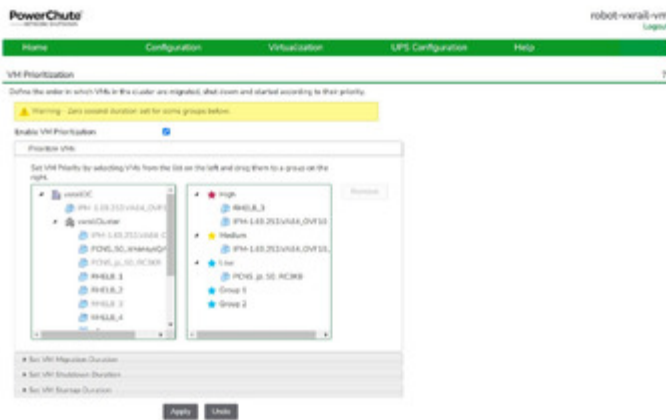 PowerChute
NETWORK SHUTDOWN
robot-vxrail-vm
Logout
Home Configuration Virtualization UPS Configuration Help
VM Prioritization ?
Define the order in which VMs in the cluster are migrated, shut down and started according to their priority.
Warning - Zero second duration set for some groups below.
Enable VM Prioritization
Prioritize VMs
Set VM Priority by selecting VMs from the list on the left and drag them to a group on the
right.
Remove
RHEL8_1
RHEL8_2
RHEL8_3
RHEL8_4
High
RHEL8_3
Medium
Low
Group 1
Group 2
Set VM Migration Duration
Set VM Shutdown Duration
Set VM Startup Duration
Apply Undo